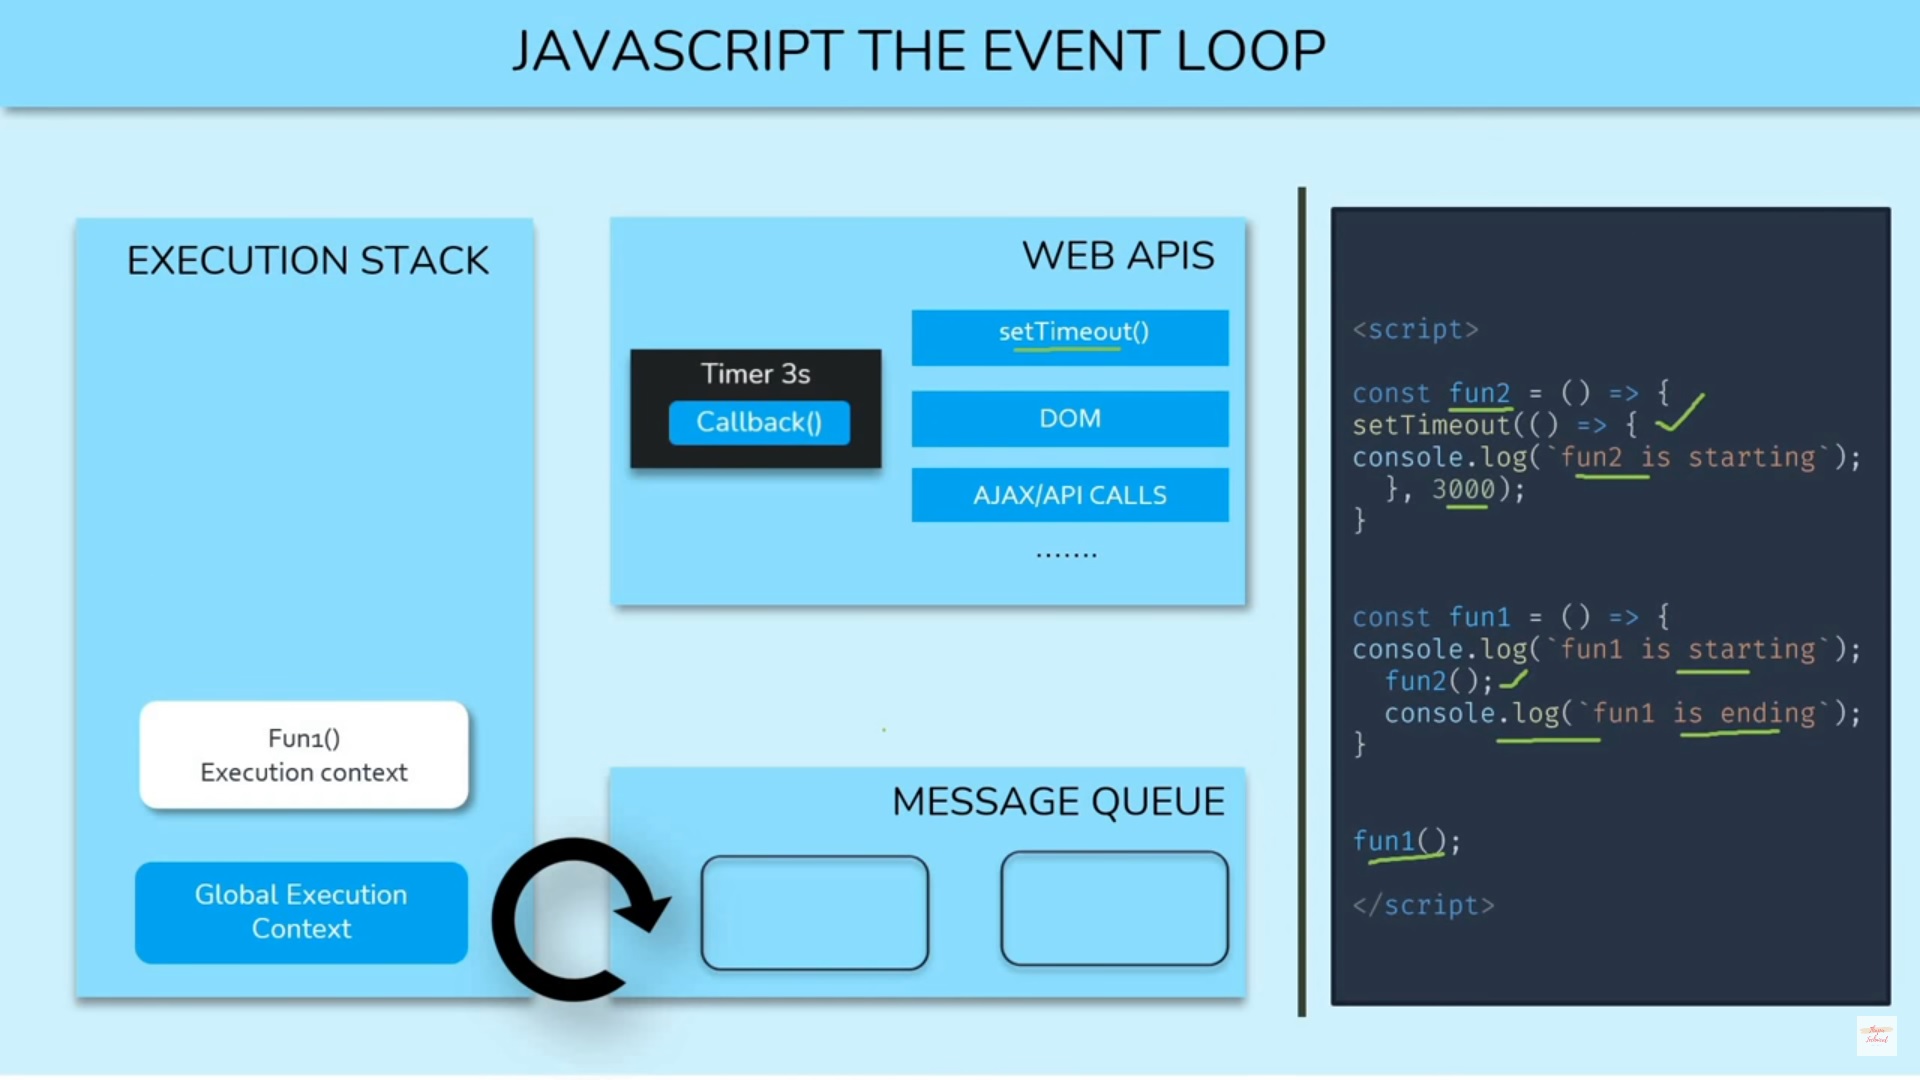 JAVASCRIPT THE EVENT LOOP
EXECUTION STACK
Fun1()
Execution context
Global Execution
Context
WEB APIS
Timer 3s
Callback()
setTimeout()
DOM
AJAX/API CALLS
.......
MESSAGE QUEUE
<script>
const fun2 = () => {
setTimeout(() => {
console.log(`fun2 is starting`);
}, 3000);
}
const fun1 = () => {
console.log(`fun1 is starting`);
fun2();
console.log(`fun1 is ending`);
}
fun1();
</script>